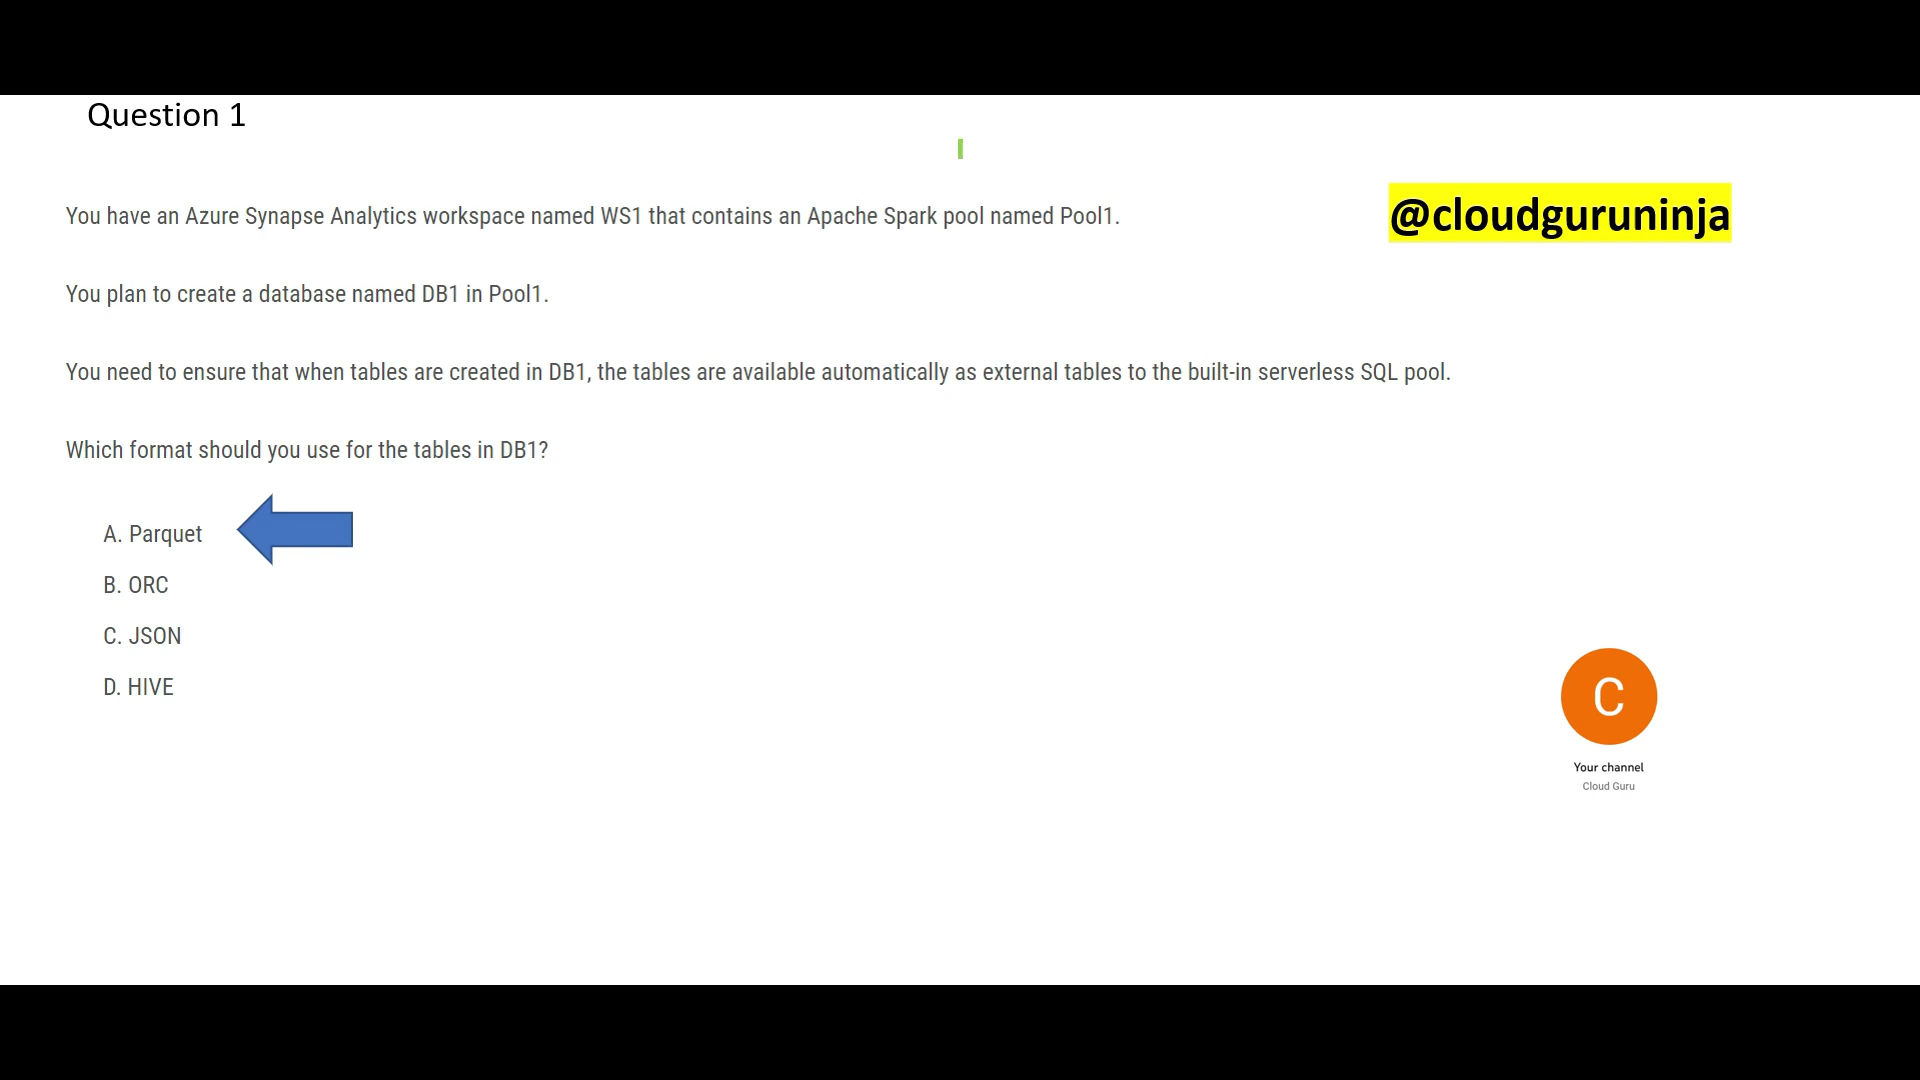 Question 1
@cloudguruninja
You have an Azure Synapse Analytics workspace named WS1 that contains an Apache Spark pool named Pool1.
You plan to create a database named DB1 in Pool1.
You need to ensure that when tables are created in DB1, the tables are available automatically as external tables to the built-in serverless SQL pool.
Which format should you use for the tables in DB1?
A. Parquet
B. ORC
C. JSON
D. HIVE
C
Your channel
Cloud Guru